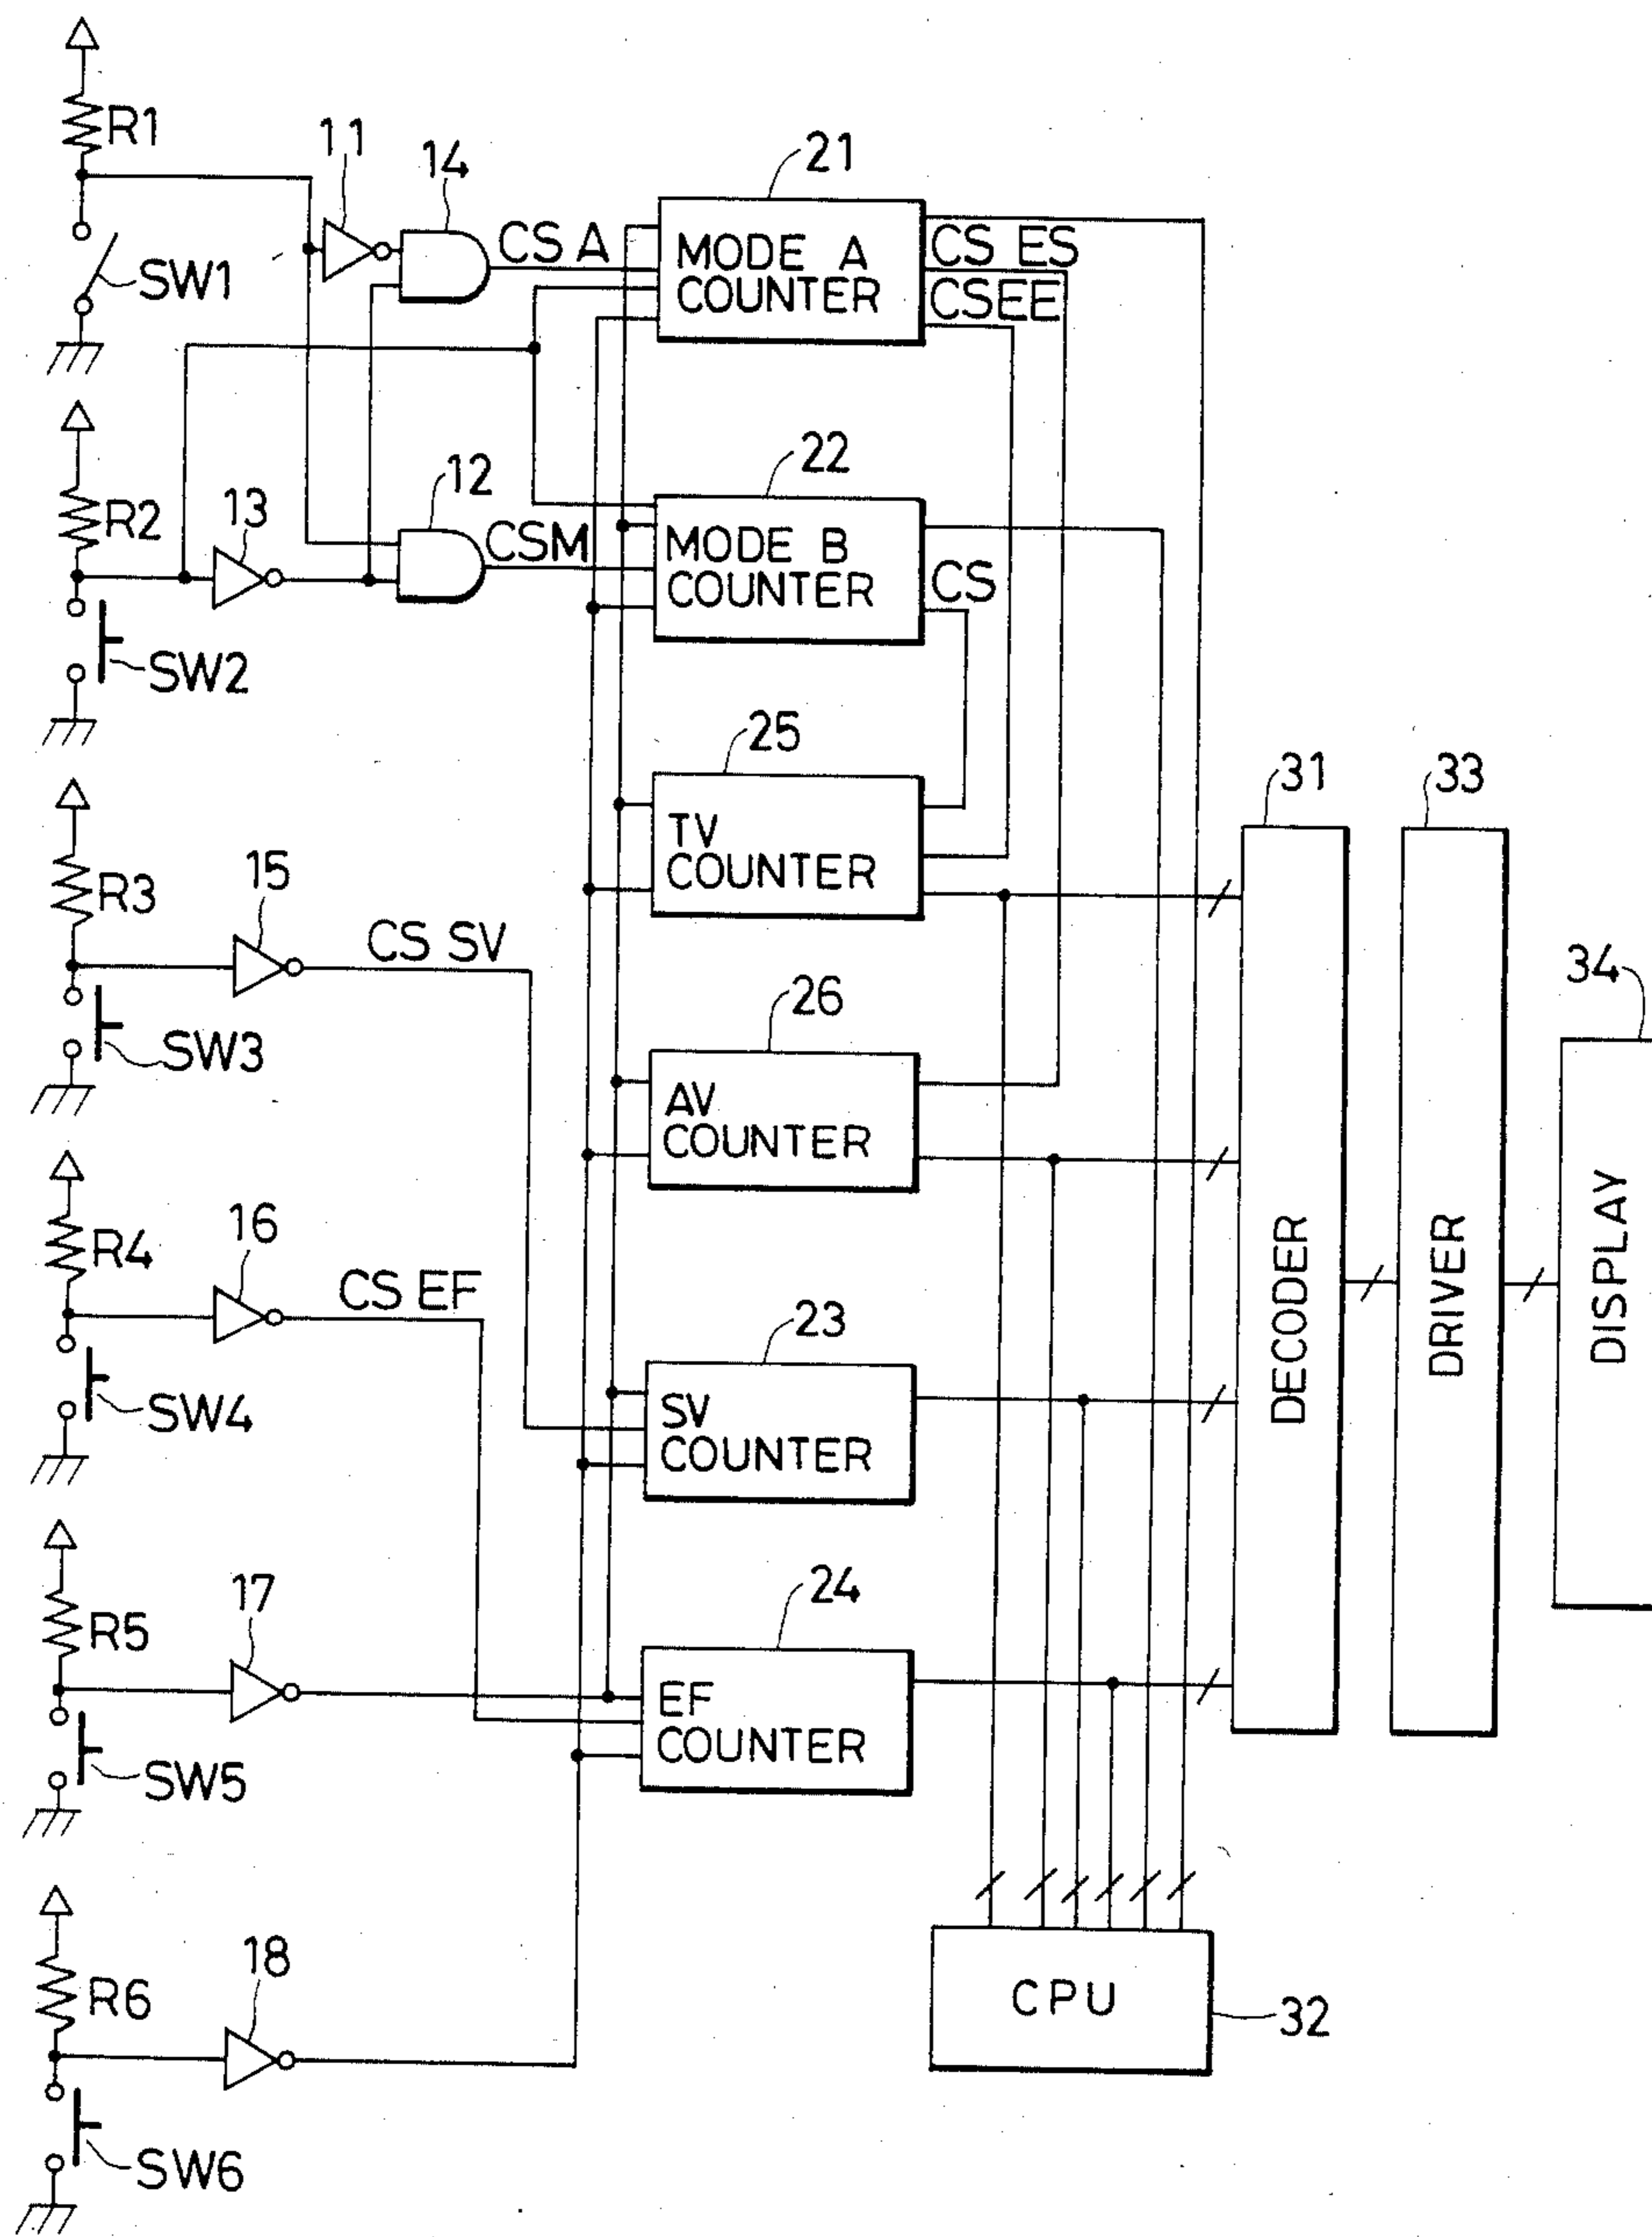 R1
SW1
11
14
CS A
21
MODE A
COUNTER
CS ES
CSEE
R2
13
SW2
12
CSM
22
MODE B
COUNTER
CS
25
TV
COUNTER
R3
15
CS SV
SW3
26
AV
COUNTER
31
DECODER
33
DRIVER
34
DISPLAY
R4
16
CS EF
SW4
23
SV
COUNTER
R5
17
SW5
24
EF
COUNTER
R6
18
SW6
CPU
32